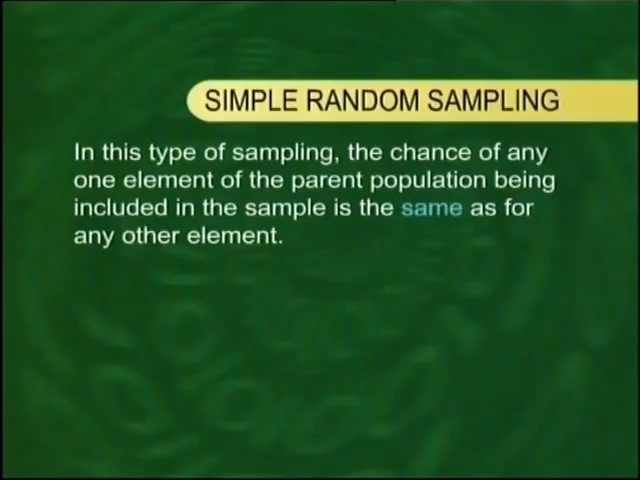 SIMPLE RANDOM SAMPLING
In this type of sampling, the chance of any
one element of the parent population being
included in the sample is the same as for
any other element.